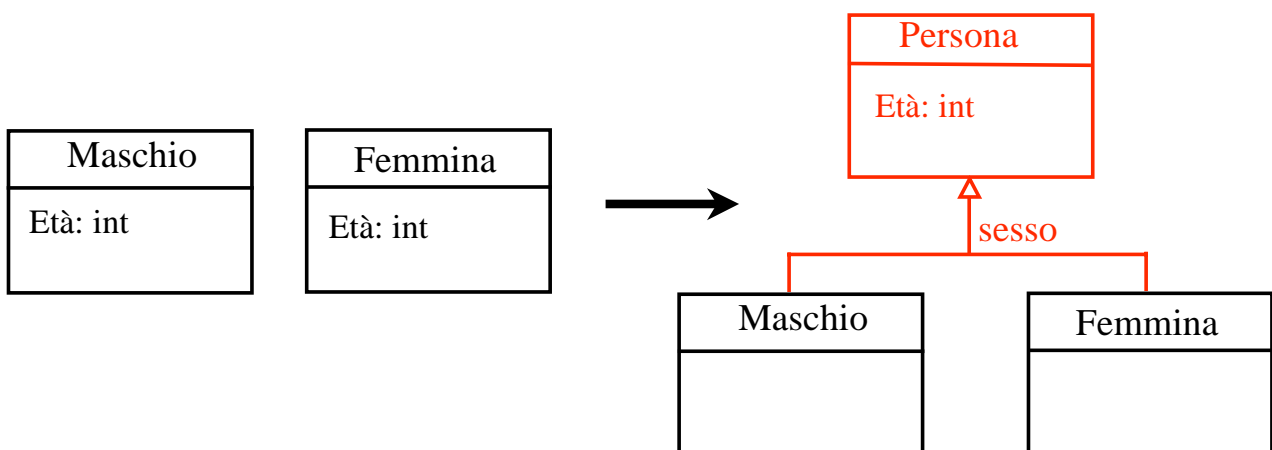 Maschio
Età: int
Femmina
Età: int
Persona
Età: int
sesso
Maschio
Femmina